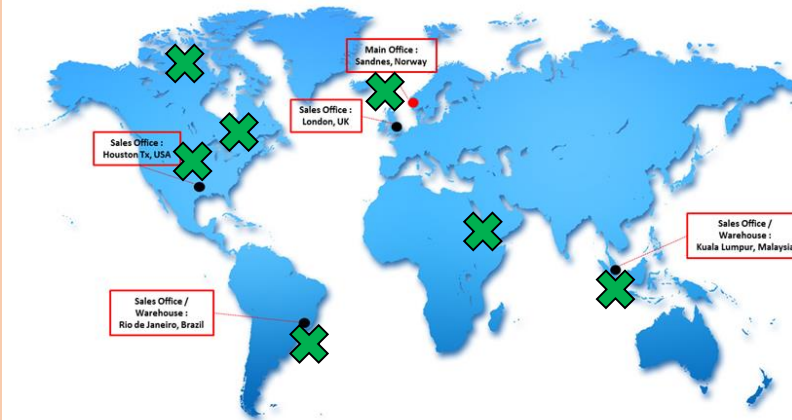 Main Office :
Sandnes, Norway
Sales Office :
London, UK
Sales Office :
Houston Tx, USA
Sales Office /
Warehouse :
Kuala Lumpur, Malaysia
Sales Office /
Warehouse :
Rio de Janeiro, Brazil